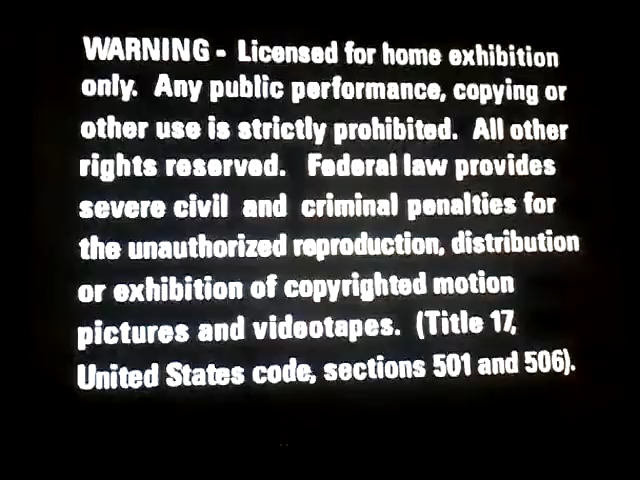 WARNING - Licensed for home exhibition
only. Any public performance, copying or
other use is strictly prohibited. All other
rights reserved. Federal law provides
severe civil and criminal penalties for
the unauthorized reproduction, distribution
or exhibition of copyrighted motion
pictures and videotapes. (Title 17,
United States code, sections 501 and 506).